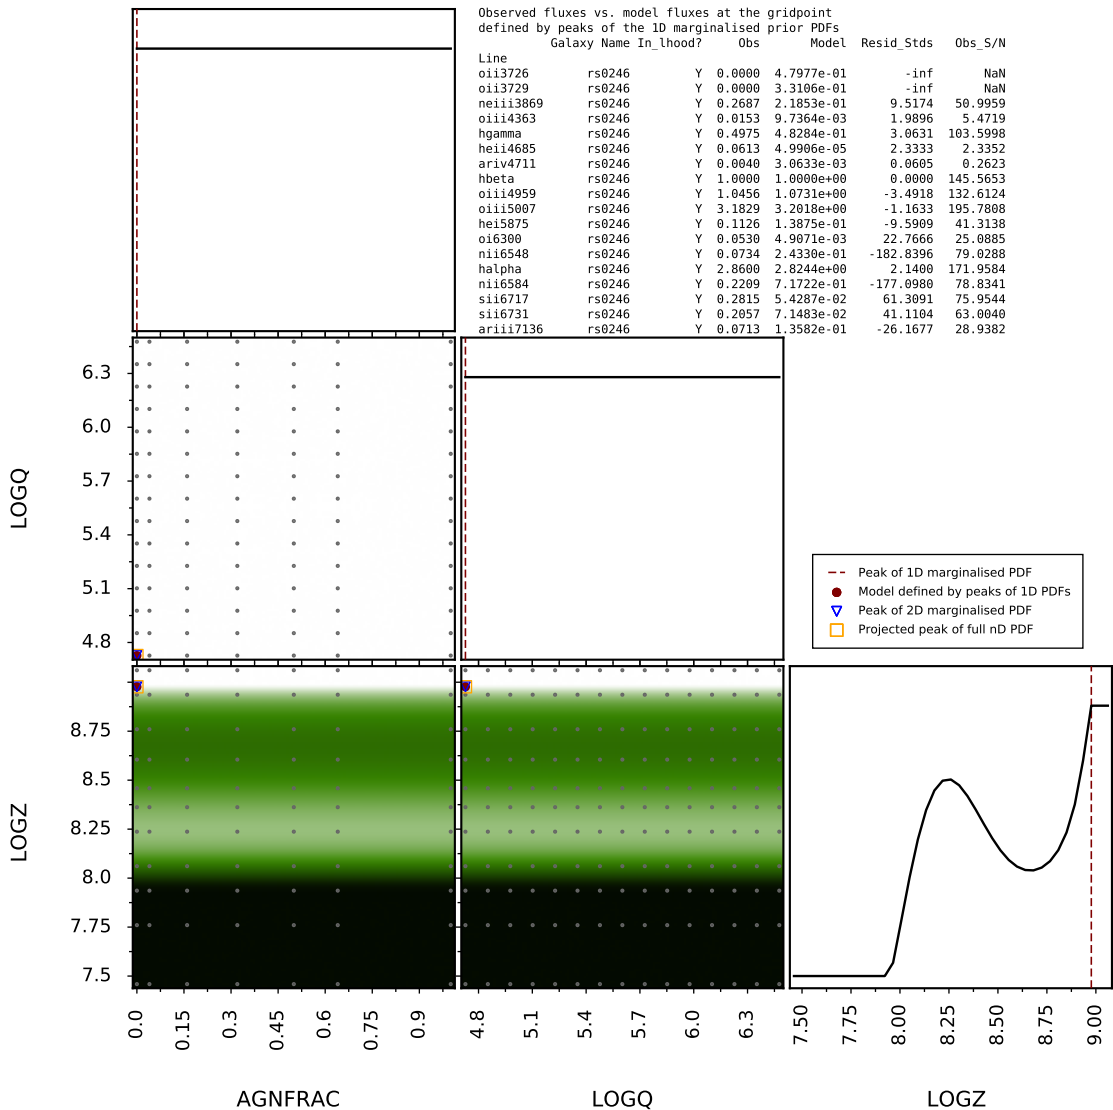 Observed fluxes vs. model fluxes at the gridpoint
defined by peaks of the 1D marginalised prior PDFs
Galaxy Name In_lhood? Obs Model Resid_Stds Obs_S/N
Line
oii3726 rs0246 Y 0.0000 4.7977e-01 -inf NaN
oii3729 rs0246 Y 0.0000 3.3106e-01 -inf NaN
neiii3869 rs0246 Y 0.2687 2.1853e-01 9.5174 50.9959
oiii4363 rs0246 Y 0.0153 9.7364e-03 1.9896 5.4719
hgamma rs0246 Y 0.4975 4.8284e-01 3.0631 103.5998
heii4685 rs0246 Y 0.0613 4.9906e-05 2.3333 2.3352
ariv4711 rs0246 Y 0.0040 3.0633e-03 0.0605 0.2623
hbeta rs0246 Y 1.0000 1.0000e+00 0.0000 145.5653
oiii4959 rs0246 Y 1.0456 1.0731e+00 -3.4918 132.6124
oiii5007 rs0246 Y 3.1829 3.2018e+00 -1.1633 195.7808
hei5875 rs0246 Y 0.1126 1.3875e-01 -9.5909 41.3138
oi6300 rs0246 Y 0.0530 4.9071e-03 22.7666 25.0885
nii6548 rs0246 Y 0.0734 2.4330e-01 -182.8396 79.0288
halpha rs0246 Y 2.8600 2.8244e+00 2.1400 171.9584
nii6584 rs0246 Y 0.2209 7.1722e-01 -177.0980 78.8341
sii6717 rs0246 Y 0.2815 5.4287e-02 61.3091 75.9544
sii6731 rs0246 Y 0.2057 7.1483e-02 41.1104 63.0040
ariii7136 rs0246 Y 0.0713 1.3582e-01 -26.1677 28.9382
6.3
6.0
5.7
5.4
5.1
4.8
LOGQ
Peak of 1D marginalised PDF
Model defined by peaks of 1D PDFs
Peak of 2D marginalised PDF
Projected peak of full nD PDF
8.75
8.5
8.25
8.0
7.75
7.5
LOGZ
0.0 0.15 0.3 0.45 0.6 0.75 0.9
4.8 5.1 5.4 5.7 6.0 6.3
7.50 7.75 8.00 8.25 8.50 8.75 9.00
AGNFRAC LOGQ LOGZ